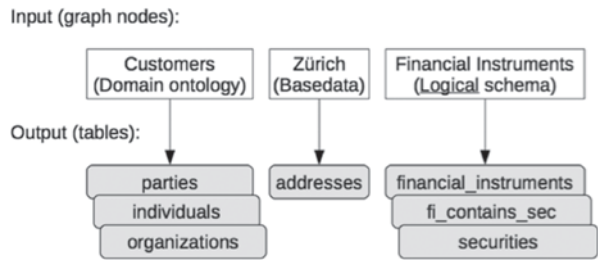 Input (graph nodes):
Customers
(Domain ontology)
Zürich
(Basedata)
Financial Instruments
(Logical schema)
Output (tables):
parties
individuals
organizations
addresses
financial_instruments
fi_contains_sec
securities